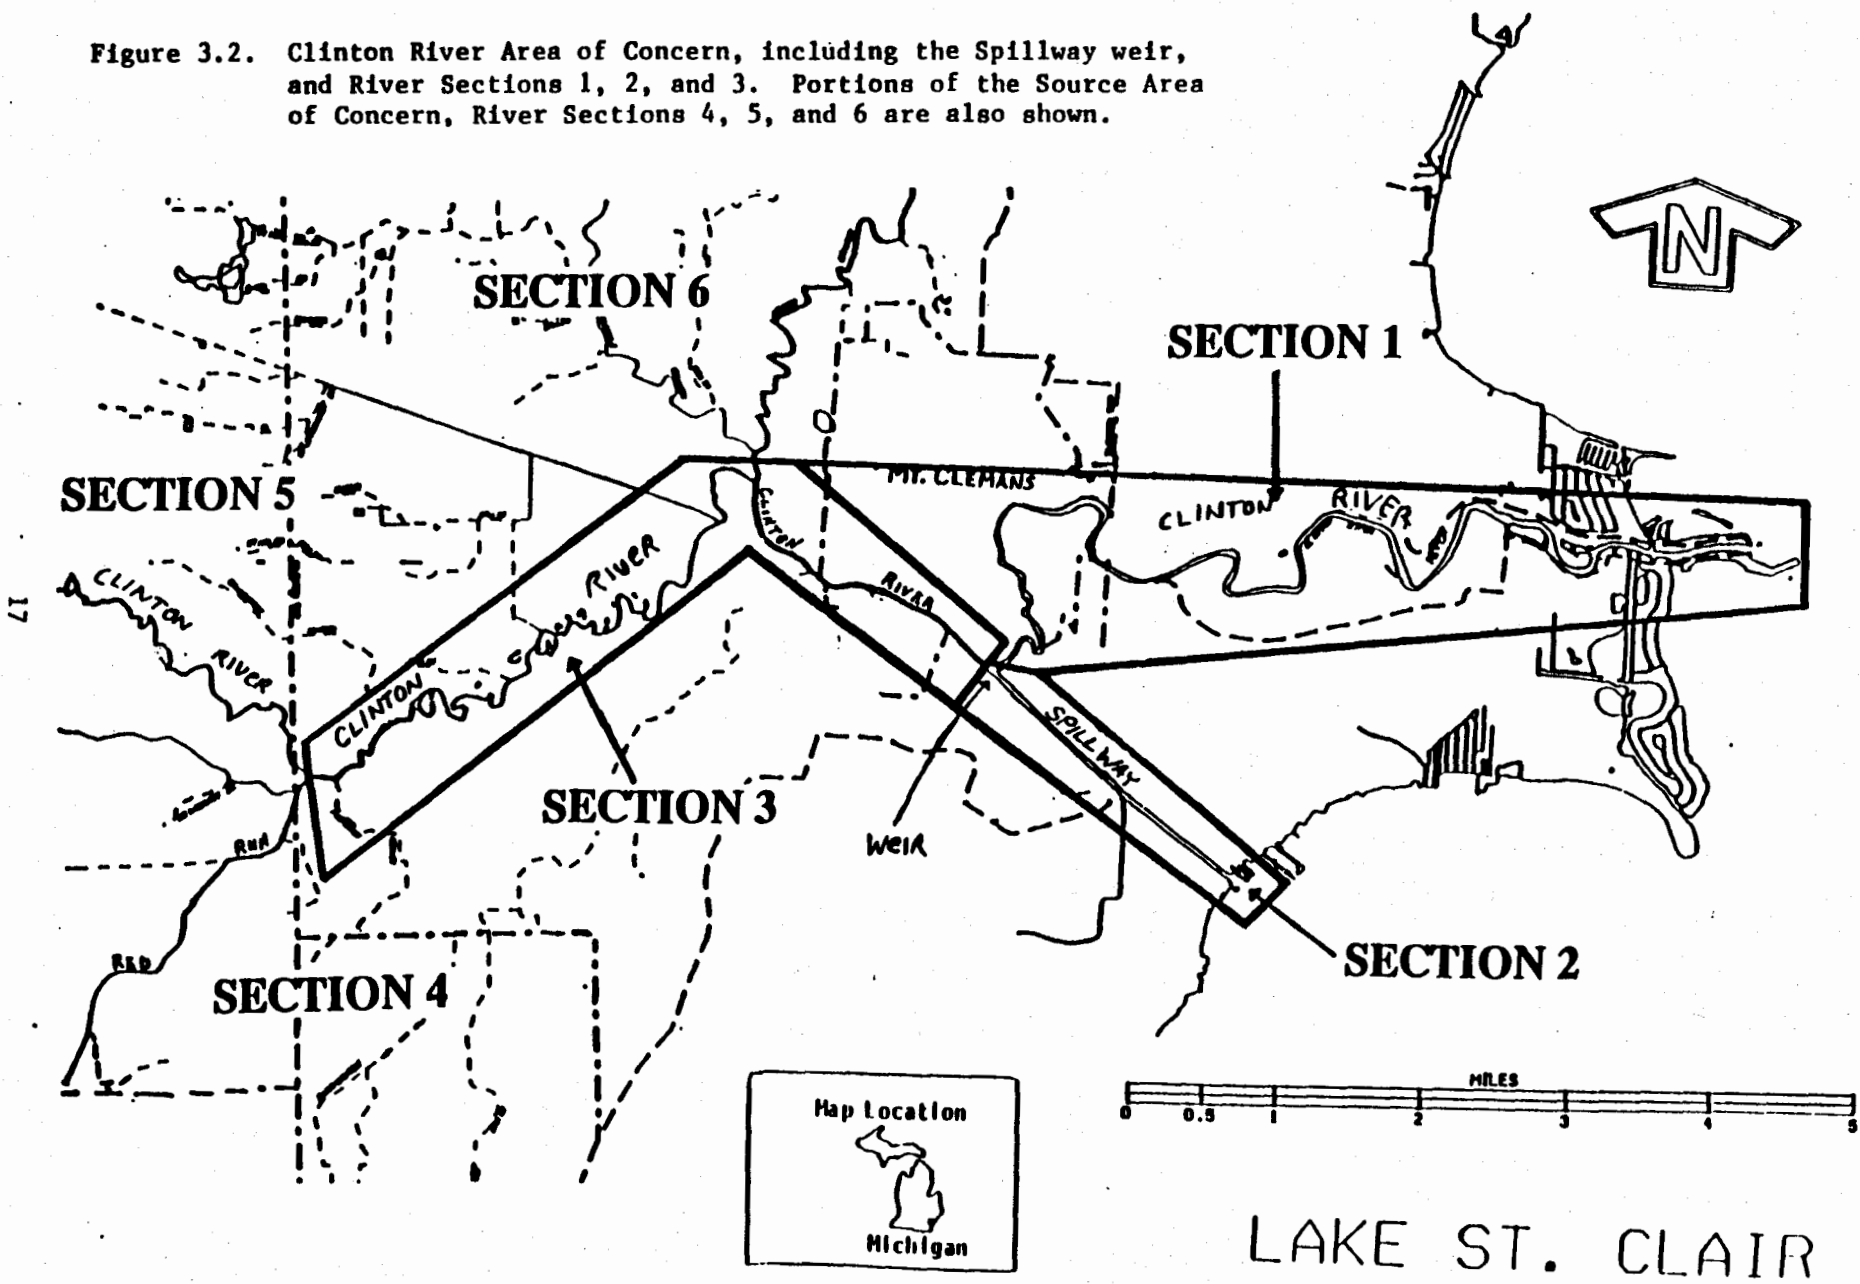 Figure 3.2. Clinton River Area of Concern, including the Spillway weir,
and River Sections 1, 2, and 3. Portions of the Source Area
of Concern, River Sections 4, 5, and 6 are also shown.
N
SECTION 6
SECTION 1
SECTION 5
MT. CLEMANS
CLINTON RIVER
CLINTON
RIVER
RIVER
CLINTON
CLINTON
RIVER
CLINTON
SPILLWAY
SECTION 3
WEIR
RUN
RED
SECTION 4
SECTION 2
17
MILES
0 0.5 1 2 3 4 5
Map Location
Michigan
LAKE ST. CLAIR